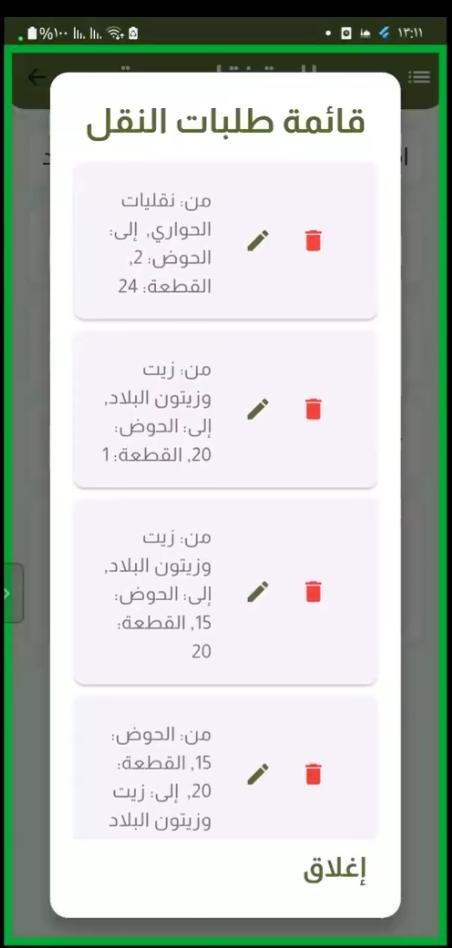 %١٠٠
١٣:١١
قائمة طلبات النقل
من: نقليات
الحواري, إلى:
الحوض: 2,
القطعة: 24
من: زيت
وزيتون البلاد,
إلى: الحوض:
20, القطعة: 1
من: زيت
وزيتون البلاد,
إلى: الحوض:
15, القطعة:
20
من: الحوض:
15, القطعة:
20, إلى: زيت
وزيتون البلاد
إغلاق